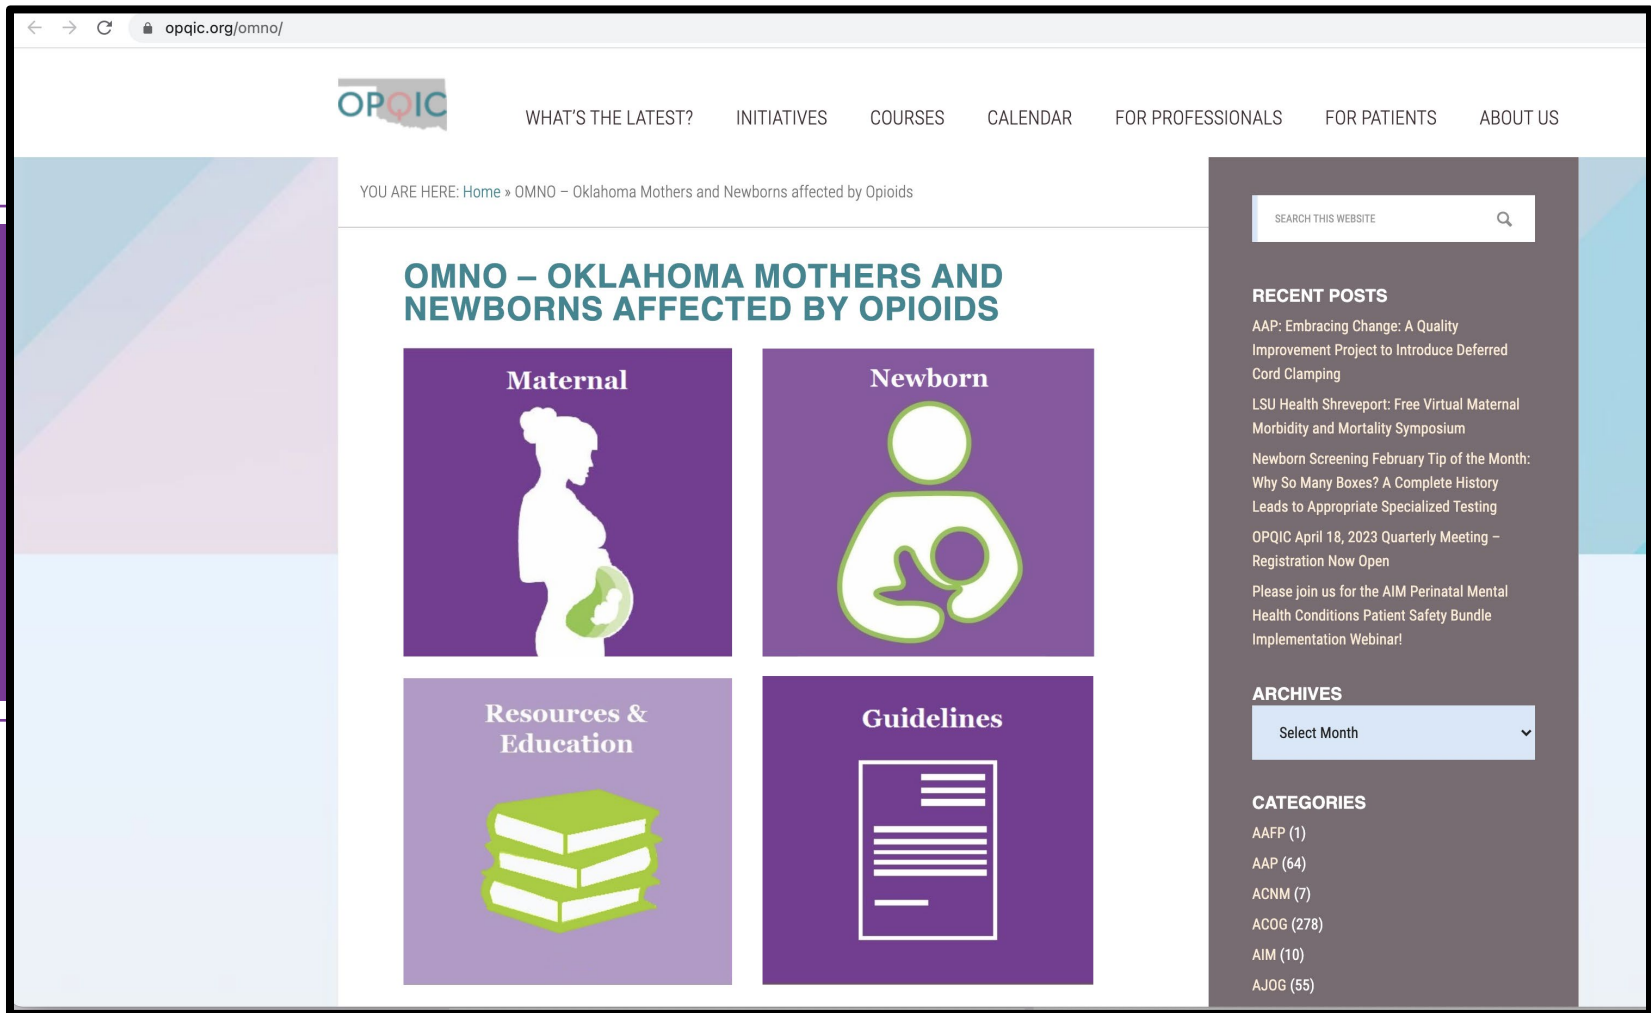 opqic.org/omno/
OPQIC
WHAT'S THE LATEST?
INITIATIVES
COURSES
CALENDAR
FOR PROFESSIONALS
FOR PATIENTS
ABOUT US
YOU ARE HERE: Home » OMNO – Oklahoma Mothers and Newborns affected by Opioids
OMNO – OKLAHOMA MOTHERS AND
NEWBORNS AFFECTED BY OPIOIDS
Maternal
Newborn
Resources &
Education
Guidelines
SEARCH THIS WEBSITE
RECENT POSTS
AAP: Embracing Change: A Quality
Improvement Project to Introduce Deferred
Cord Clamping
LSU Health Shreveport: Free Virtual Maternal
Morbidity and Mortality Symposium
Newborn Screening February Tip of the Month:
Why So Many Boxes? A Complete History
Leads to Appropriate Specialized Testing
OPQIC April 18, 2023 Quarterly Meeting –
Registration Now Open
Please join us for the AIM Perinatal Mental
Health Conditions Patient Safety Bundle
Implementation Webinar!
ARCHIVES
Select Month
CATEGORIES
AAFP (1)
AAP (64)
ACNM (7)
ACOG (278)
AIM (10)
AJOG (55)